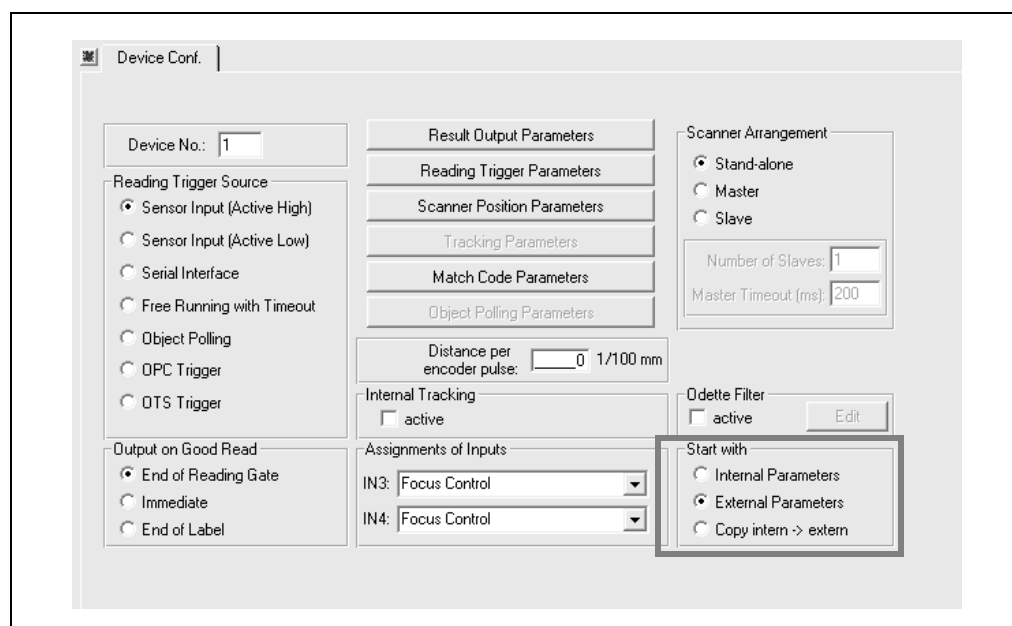 Device Conf.
Device No.: 1
Reading Trigger Source
Sensor Input (Active High)
Sensor Input (Active Low)
Serial Interface
Free Running with Timeout
Object Polling
OPC Trigger
OTS Trigger
Output on Good Read
End of Reading Gate
Immediate
End of Label
Result Output Parameters
Reading Trigger Parameters
Scanner Position Parameters
Tracking Parameters
Match Code Parameters
Object Polling Parameters
Distance per
encoder pulse: _____0 1/100 mm
Internal Tracking
active
Assignments of Inputs
IN3: Focus Control
IN4: Focus Control
Scanner Arrangement
Stand-alone
Master
Slave
Number of Slaves: 1
Master Timeout (ms): 200
Odette Filter
active Edit
Start with
Internal Parameters
External Parameters
Copy intern -> extern